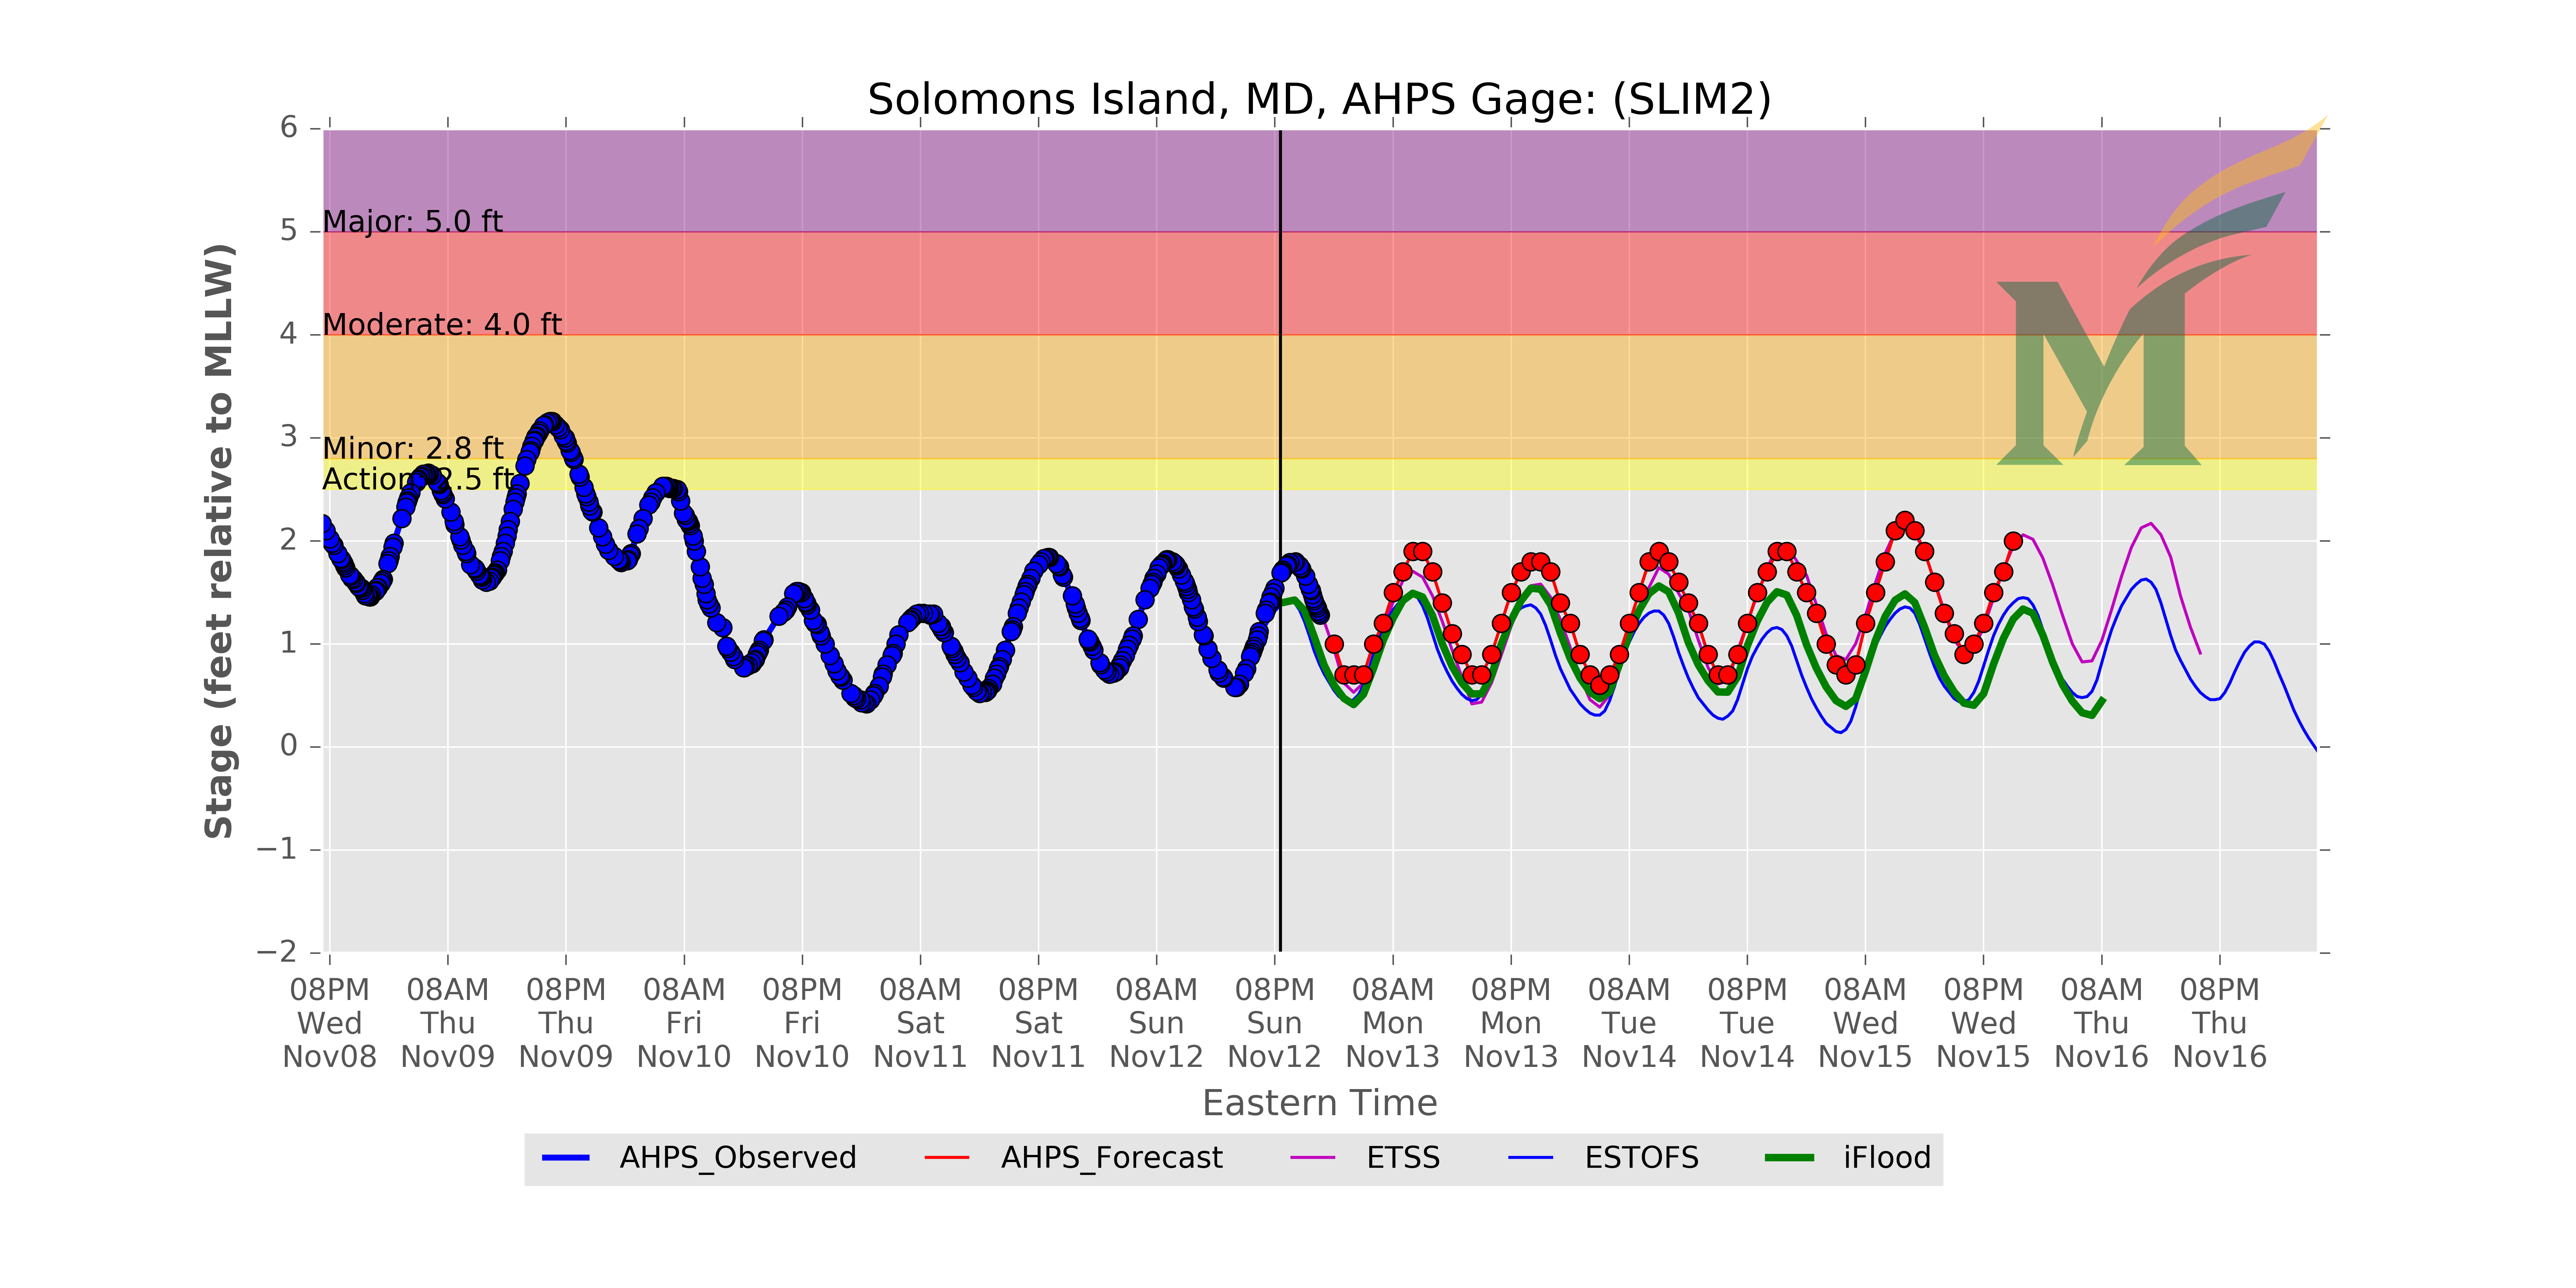 Solomons Island, MD, AHPS Gage: (SLIM2)
6
5
4
3
2
1
0
−1
−2
Stage (feet relative to MLLW)
Major: 5.0 ft
Moderate: 4.0 ft
Minor: 2.8 ft
Action: 2.5 ft
08PM 08AM 08PM 08AM 08PM 08AM 08PM 08AM 08PM 08AM 08PM 08AM 08PM 08AM 08PM 08AM 08PM
Wed Thu Thu Fri Fri Sat Sat Sun Sun Mon Mon Tue Tue Wed Wed Thu Thu
Nov08 Nov09 Nov09 Nov10 Nov10 Nov11 Nov11 Nov12 Nov12 Nov13 Nov13 Nov14 Nov14 Nov15 Nov15 Nov16 Nov16
Eastern Time
AHPS_Observed AHPS_Forecast ETSS ESTOFS iFlood
M